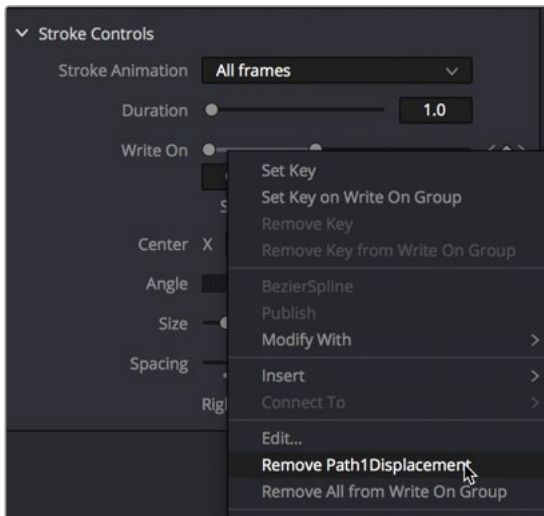 Stroke Controls
Stroke Animation All frames
Duration 1.0
Write On
Set Key
Set Key on Write On Group
Remove Key
Center X
Remove Key from Write On Group
Angle
BezierSpline
Publish
Size
Modify With
Spacing
Insert
Connect To
Edit...
Remove Path1Displacement
Remove All from Write On Group